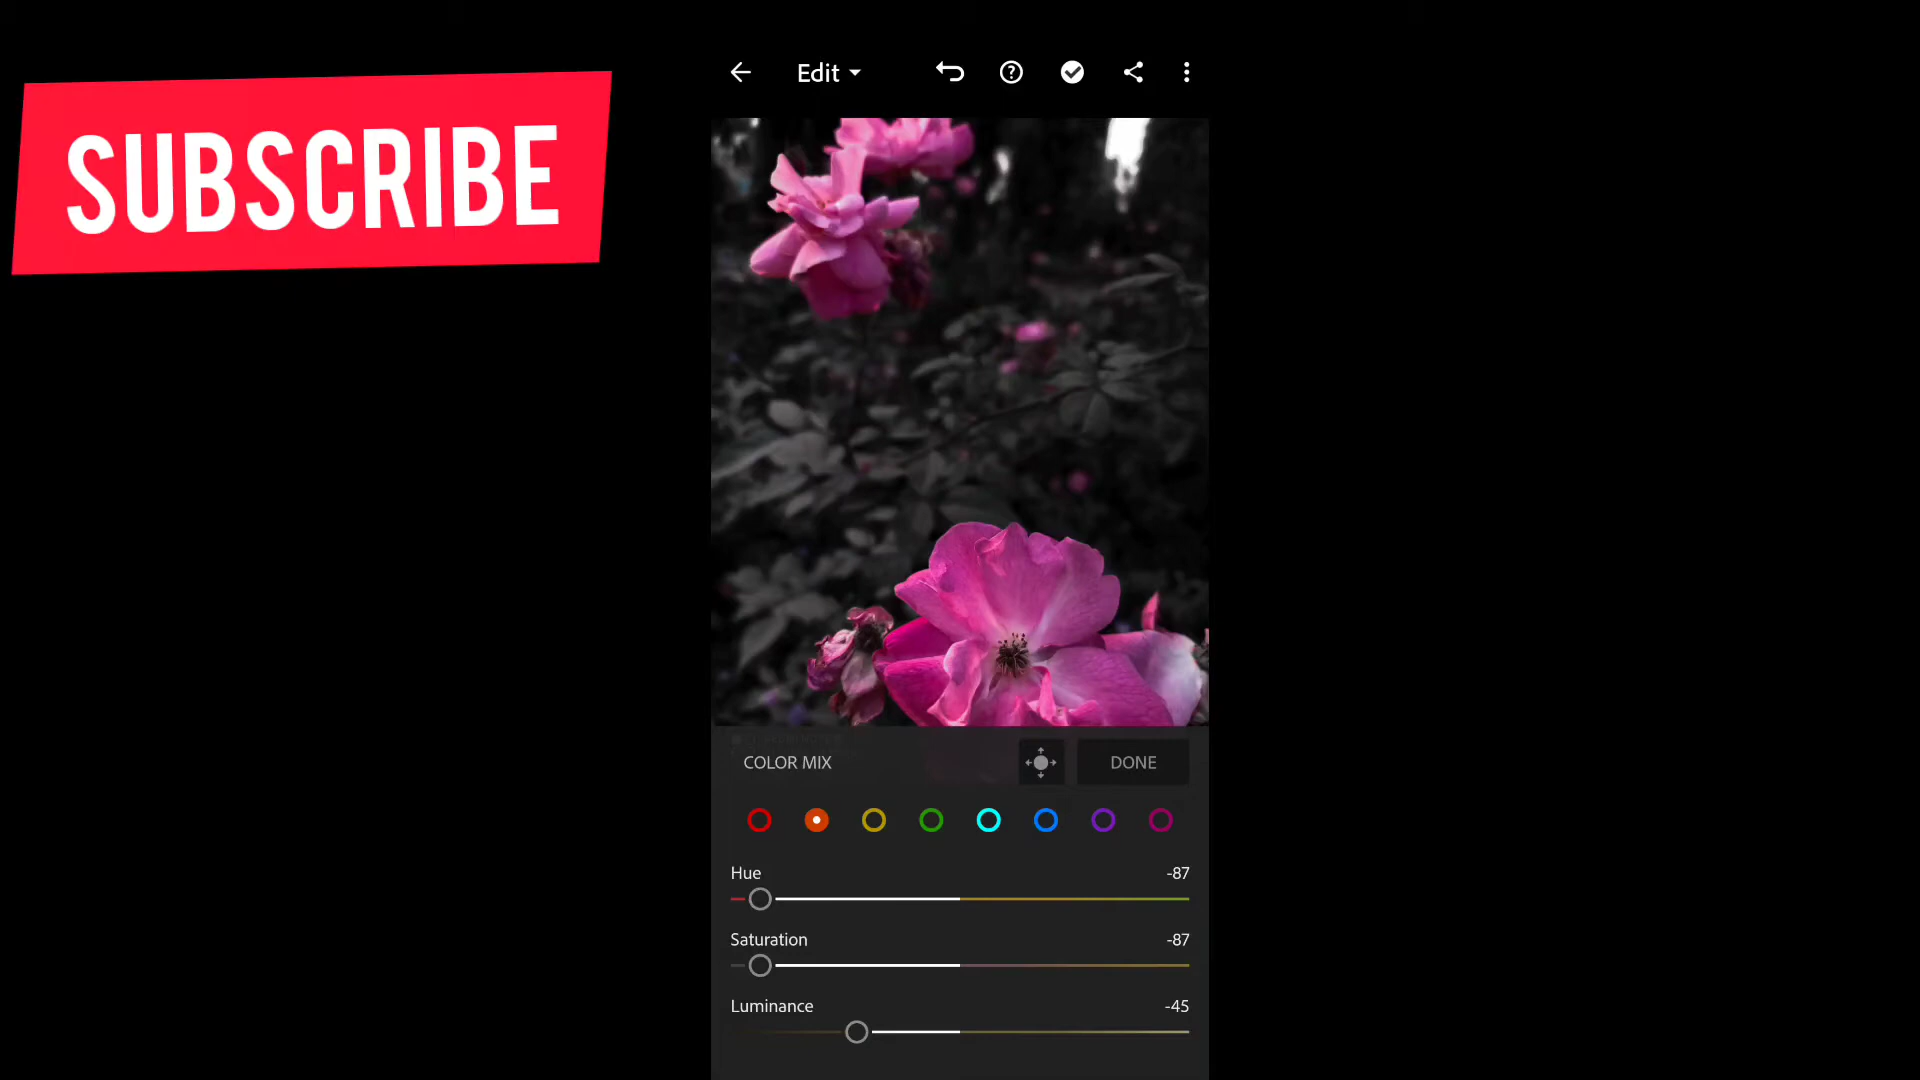 SUBSCRIBE
Edit
COLOR MIX
DONE
Hue
-87
Saturation
-87
Luminance
-45